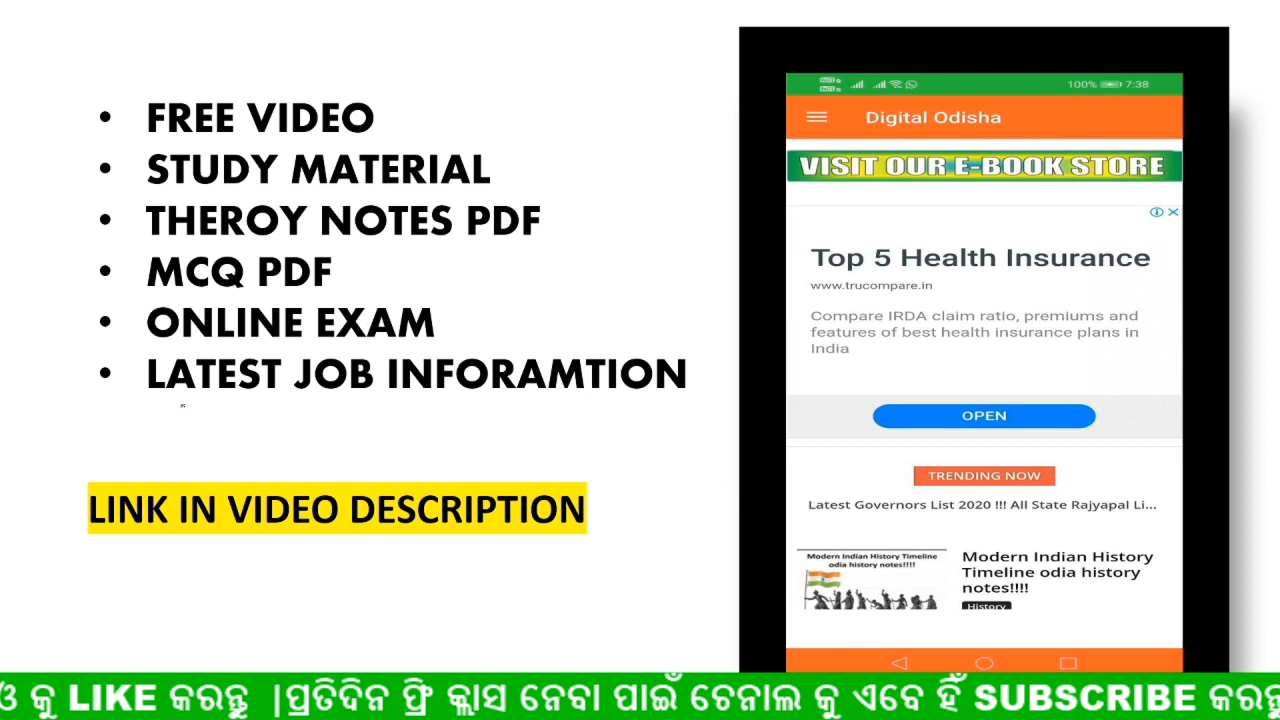 FREE VIDEO
STUDY MATERIAL
THEROY NOTES PDF
MCQ PDF
ONLINE EXAM
LATEST JOB INFORAMTION
LINK IN VIDEO DESCRIPTION
100% 7:38
Digital Odisha
VISIT OUR E-BOOK STORE
Top 5 Health Insurance
www.trucompare.in
Compare IRDA claim ratio, premiums and
features of best health insurance plans in
India
OPEN
TRENDING NOW
Latest Governors List 2020 !!! All State Rajyapal Li...
Modern Indian History Timeline
odia history notes!!!!
Modern Indian History
Timeline odia history
notes!!!!
History
ଓ କୁ LIKE କରନ୍ତୁ |ପ୍ରତିଦିନ ଫ୍ରି କ୍ଲାସ ନେବା ପାଇଁ ଚେନାଲ କୁ ଏବେ ହିଁ SUBSCRIBE କରନ୍ତୁ